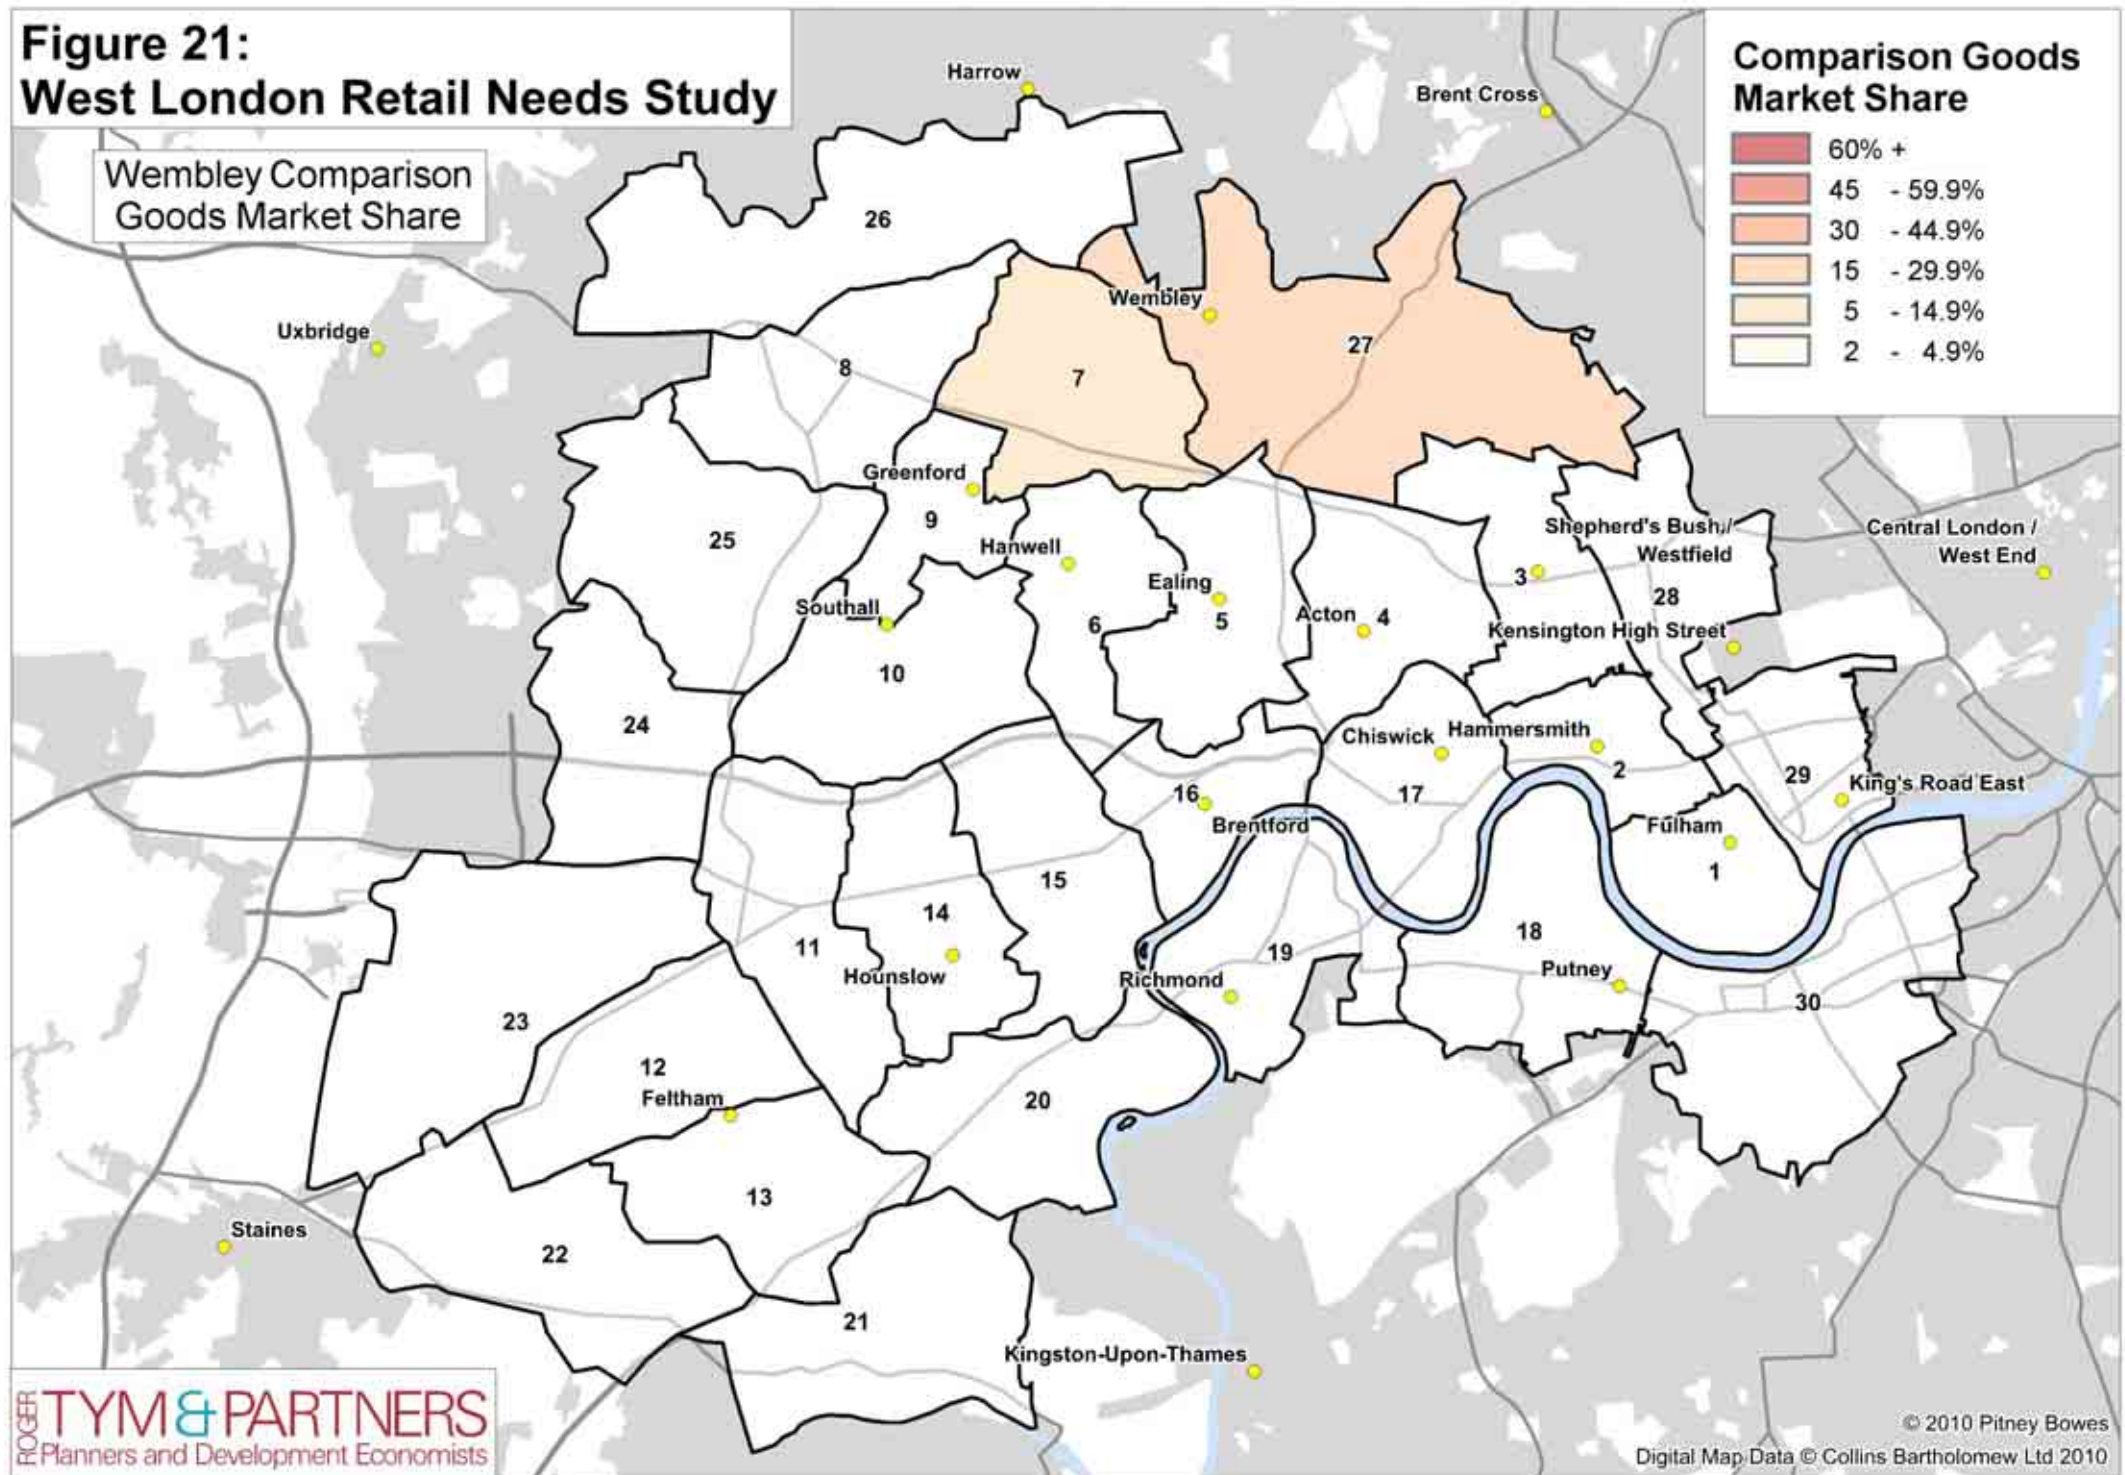 Figure 21:
West London Retail Needs Study
Wembley Comparison
Goods Market Share
Comparison Goods
Market Share
60% +
45 - 59.9%
30 - 44.9%
15 - 29.9%
5 - 14.9%
2 - 4.9%
Harrow
Brent Cross
26
Wembley
Uxbridge
27
8
7
Greenford
9
25
Hanwell
Shepherd's Bush /
Westfield
Central London /
West End
3
Ealing
5
28
Southall
6
Acton
4
Kensington High Street
10
24
Chiswick
Hammersmith
2
29
King's Road East
16
17
Brentford
Fulham
1
15
14
11
Hounslow
18
19
Richmond
Putney
30
23
12
Feltham
20
13
Staines
22
21
Kingston-Upon-Thames
ROGER
TYM & PARTNERS
Planners and Development Economists
© 2010 Pitney Bowes
Digital Map Data © Collins Bartholomew Ltd 2010